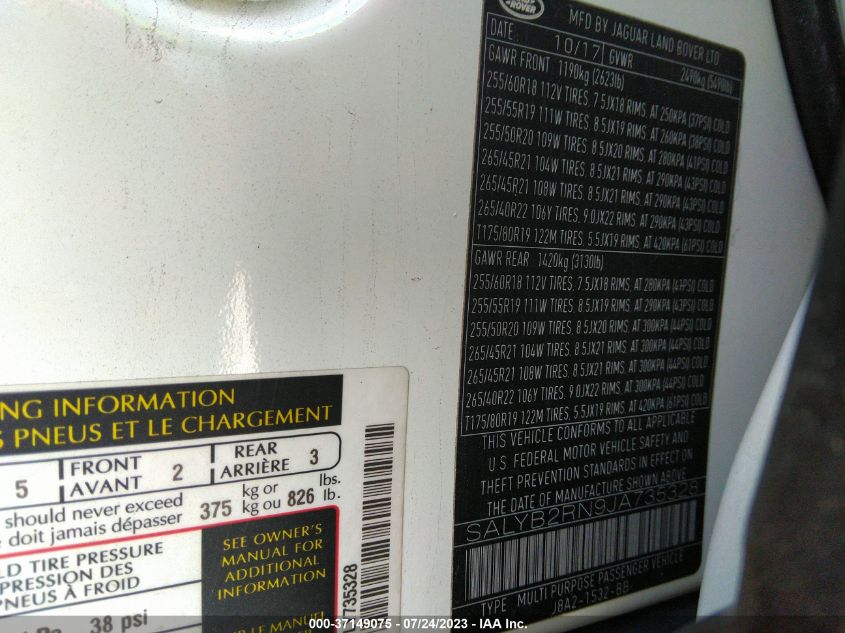 ROVER
MFD BY JAGUAR LAND ROVER LTD
DATE: 10/17 GVWR 2490kg (5490lb)
GAWR FRONT 1190kg (2623lb)
255/60R18 112V TIRES, 7.5JX18 RIMS, AT 250KPA (37PSI) COLD
255/55R19 111W TIRES, 8.5JX19 RIMS, AT 260KPA (38PSI) COLD
255/50R20 109W TIRES, 8.5JX20 RIMS, AT 280KPA (41PSI) COLD
265/45R21 104W TIRES, 8.5JX21 RIMS, AT 290KPA (43PSI) COLD
265/45R21 108W TIRES, 8.5JX21 RIMS, AT 290KPA (43PSI) COLD
265/40R22 106Y TIRES, 9.0JX22 RIMS, AT 290KPA (43PSI) COLD
T175/80R19 122M TIRES, 5.5JX19 RIMS, AT 420KPA (61PSI) COLD
GAWR REAR 1420kg (3130lb)
255/60R18 112V TIRES, 7.5JX18 RIMS, AT 280KPA (41PSI) COLD
255/55R19 111W TIRES, 8.5JX19 RIMS, AT 290KPA (43PSI) COLD
255/50R20 109W TIRES, 8.5JX20 RIMS, AT 300KPA (44PSI) COLD
265/45R21 104W TIRES, 8.5JX21 RIMS, AT 300KPA (44PSI) COLD
265/45R21 108W TIRES, 8.5JX21 RIMS, AT 300KPA (44PSI) COLD
265/40R22 106Y TIRES, 9.0JX22 RIMS, AT 300KPA (44PSI) COLD
T175/80R19 122M TIRES, 5.5JX19 RIMS, AT 420KPA (61PSI) COLD
THIS VEHICLE CONFORMS TO ALL APPLICABLE
U.S. FEDERAL MOTOR VEHICLE SAFETY AND
THEFT PREVENTION STANDARDS IN EFFECT ON
THE DATE OF MANUFACTURE SHOWN ABOVE.
SALYB2RN9JA735328
TYPE MULTI PURPOSE PASSENGER VEHICLE
J8A2-1532-BB
NG INFORMATION
S PNEUS ET LE CHARGEMENT
5 FRONT AVANT 2 REAR ARRIÈRE 3
should never exceed 375 kg or 826 lbs.
e doit jamais dépasser kg ou lb.
LD TIRE PRESSURE
PRESSION DES
PNEUS À FROID
38 psi
SEE OWNER'S
MANUAL FOR
ADDITIONAL
INFORMATION
LE MANUEL
735328
000-37149075 - 07/24/2023 - IAA Inc.